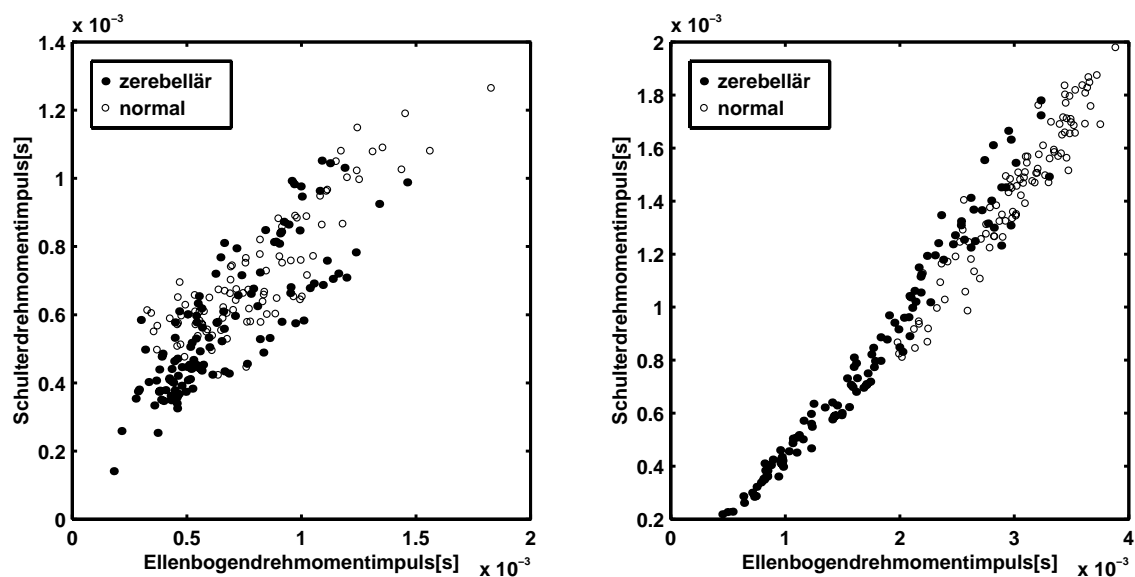 x 10⁻³
1.4
1.2
1
0.8
0.6
0.4
0.2
0
Schulterdrehmomentimpuls[s]
zerebellär
normal
0
0.5
1
1.5
2
Ellenbogendrehmomentimpuls[s]
x 10⁻³
x 10⁻³
2
1.8
1.6
1.4
1.2
1
0.8
0.6
0.4
0.2
Schulterdrehmomentimpuls[s]
zerebellär
normal
0
1
2
3
4
Ellenbogendrehmomentimpuls[s]
x 10⁻³